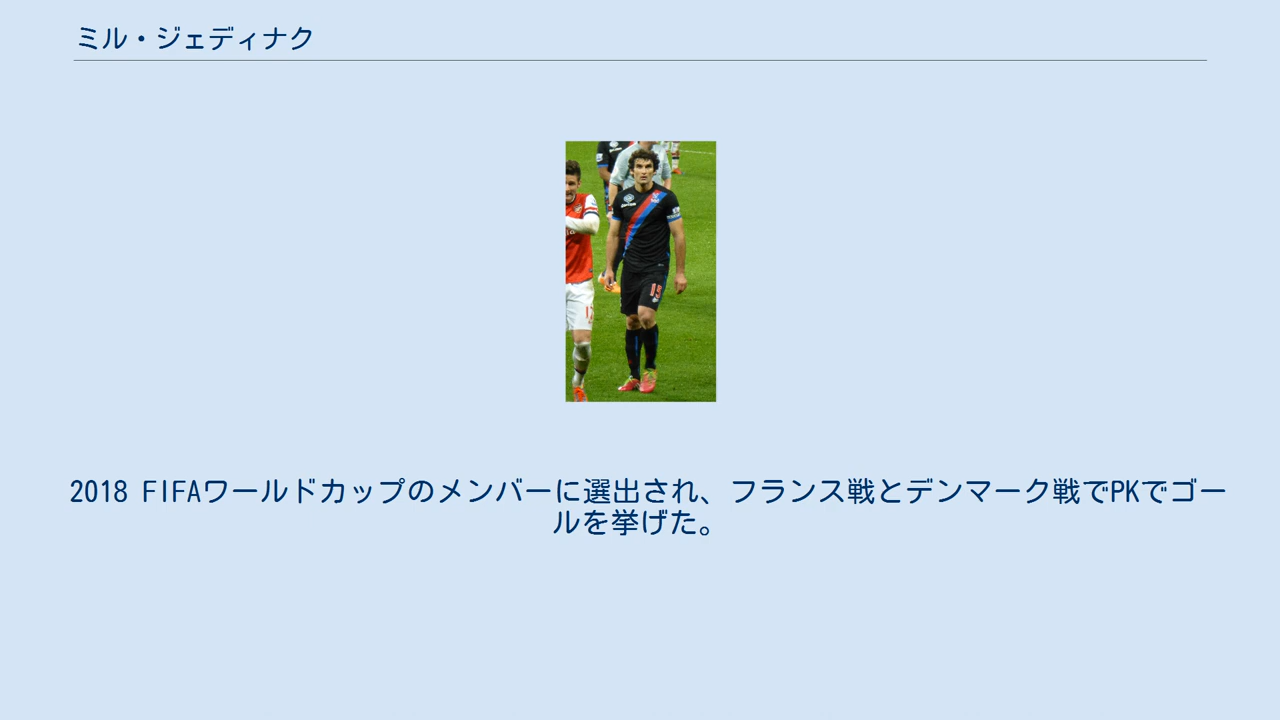 ミル・ジェディナク
15
2018 FIFAワールドカップのメンバーに選出され、フランス戦とデンマーク戦でPKでゴー
ルを挙げた。